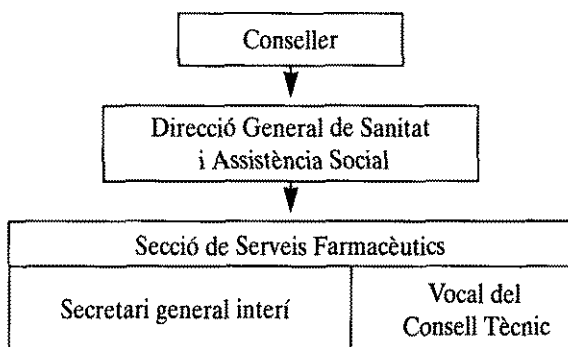 Conseller
Direcció General de Sanitat
i Assistència Social
Secció de Serveis Farmacèutics
Secretari general interí
Vocal del
Consell Tècnic